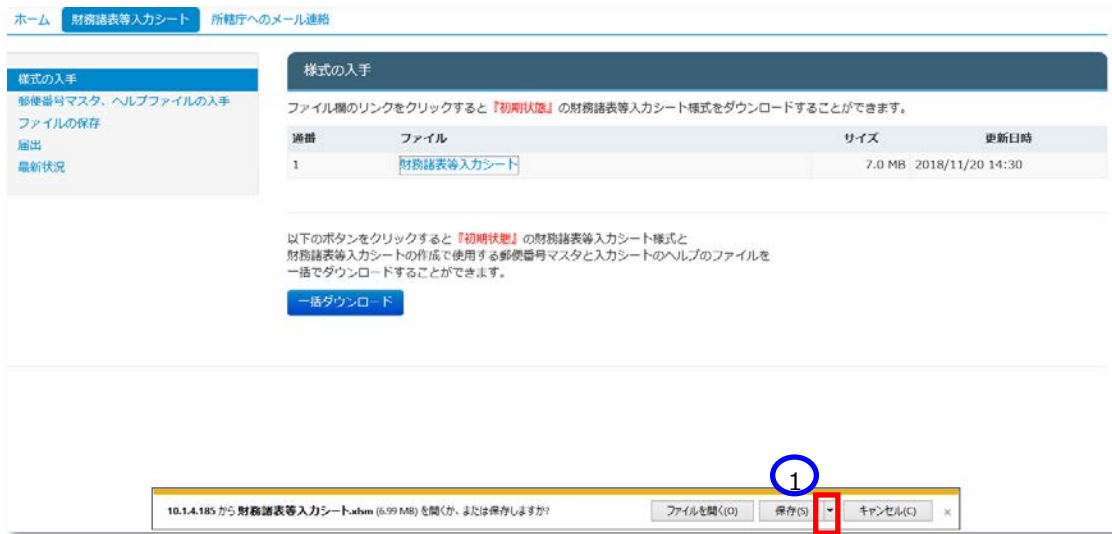 ホーム 財務諸表等入力シート 所轄庁へのメール連絡
様式の入手
郵便番号マスタ、ヘルプファイルの入手
ファイルの保存
届出
最新状況
様式の入手
ファイル欄のリンクをクリックすると『初期状態』の財務諸表等入力シート様式をダウンロードすることができます。
通番 ファイル サイズ 更新日時
1 財務諸表等入力シート 7.0 MB 2018/11/20 14:30
以下のボタンをクリックすると『初期状態』の財務諸表等入力シート様式と
財務諸表等入力シートの作成で使用する郵便番号マスタと入力シートのヘルプのファイルを
一括でダウンロードすることができます。
一括ダウンロード
1
10.1.4.185 から 財務諸表等入力シート.xlsm (6.99 MB) を開くか、または保存しますか? ファイルを開く(O) 保存(S) キャンセル(C) ×